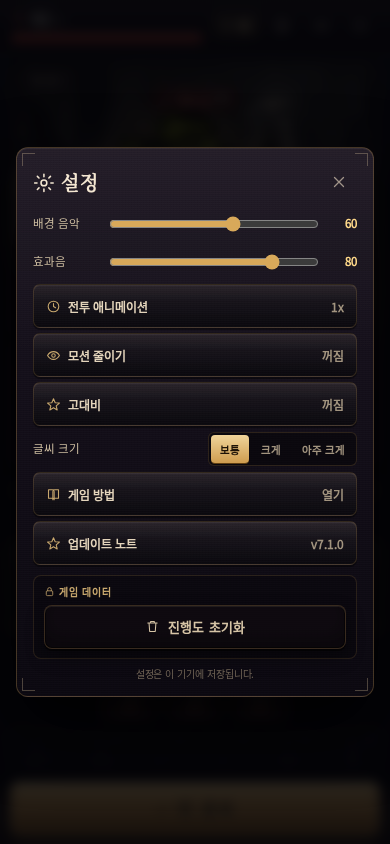 설정
배경 음악 60
효과음 80
전투 애니메이션 1x
모션 줄이기 꺼짐
고대비 꺼짐
글씨 크기 보통 크게 아주 크게
게임 방법 열기
업데이트 노트 v7.1.0
게임 데이터
진행도 초기화
설정은 이 기기에 저장됩니다.